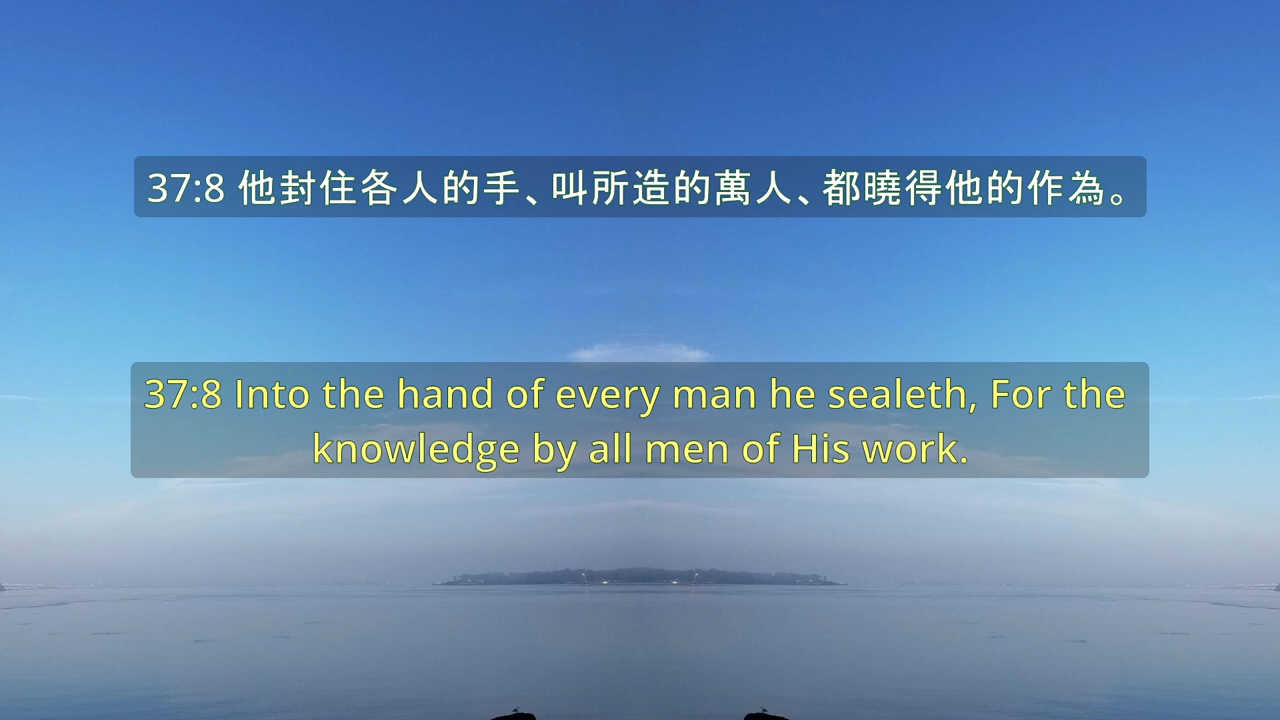 37:8 他封住各人的手、叫所造的萬人、都曉得他的作為。
37:8 Into the hand of every man he sealeth, For the
knowledge by all men of His work.